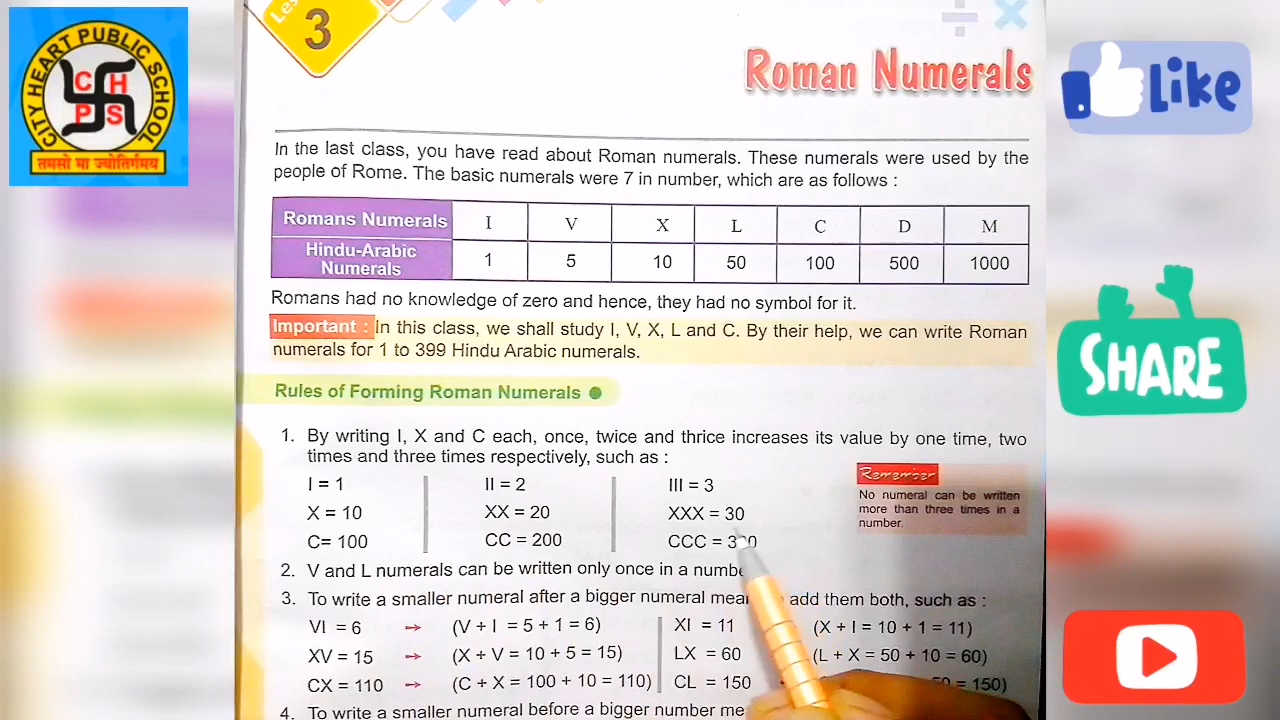 CITY HEART PUBLIC SCHOOL
C H
P S
तमसो मा ज्योतिर्गमय
3
Roman Numerals
In the last class, you have read about Roman numerals. These numerals were used by the
people of Rome. The basic numerals were 7 in number, which are as follows :
Romans Numerals I V X L C D M
Hindu-Arabic
Numerals 1 5 10 50 100 500 1000
Romans had no knowledge of zero and hence, they had no symbol for it.
Important : In this class, we shall study I, V, X, L and C. By their help, we can write Roman
numerals for 1 to 399 Hindu Arabic numerals.
Rules of Forming Roman Numerals
1. By writing I, X and C each, once, twice and thrice increases its value by one time, two
times and three times respectively, such as :
I = 1 II = 2 III = 3
X = 10 XX = 20 XXX = 30
C= 100 CC = 200 CCC = 300
Remember
No numeral can be written
more than three times in a
number.
2. V and L numerals can be written only once in a
3. To write a smaller numeral after a bigger numeral add them both, such as :
VI = 6 ➙ (V + I = 5 + 1 = 6) XI = 11 (X + I = 10 + 1 = 11)
XV = 15 ➙ (X + V = 10 + 5 = 15) LX = 60 (L + X = 50 + 10 = 60)
CX = 110 ➙ (C + X = 100 + 10 = 110) CL = 150 = 150)
4. To write a smaller numeral before a bigger number
Like
SHARE